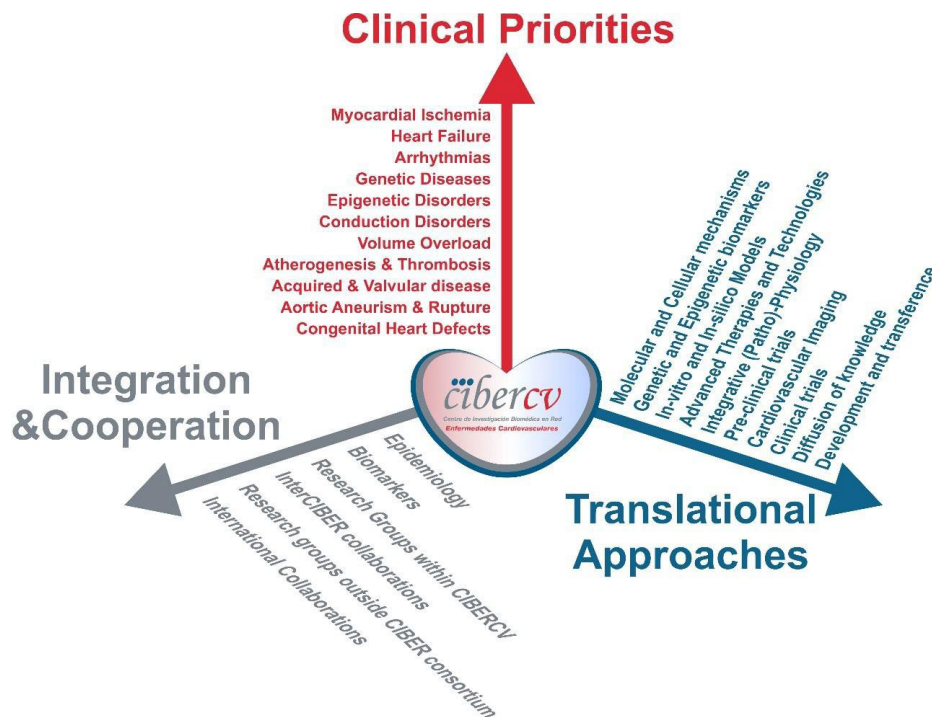 Clinical Priorities
Myocardial Ischemia
Heart Failure
Arrhythmias
Genetic Diseases
Epigenetic Disorders
Conduction Disorders
Volume Overload
Atherogenesis & Thrombosis
Acquired & Valvular disease
Aortic Aneurism & Rupture
Congenital Heart Defects
Molecular and Cellular mechanisms
Genetic and Epigenetic biomarkers
In-vitro and In-silico Models
Advanced Therapies and Technologies
Integrative (Patho)-Physiology
Pre-clinical trials
Cardiovascular Imaging
Clinical trials
Diffusion of knowledge
Development and transference
Translational
Approaches
cibercv
Centro de Investigación Biomédica en Red
Enfermedades Cardiovasculares
Integration
&Cooperation
Epidemiology
Biomarkers
Research Groups within CIBERCV
InterCIBER collaborations
Research groups outside CIBER consortium
International Collaborations